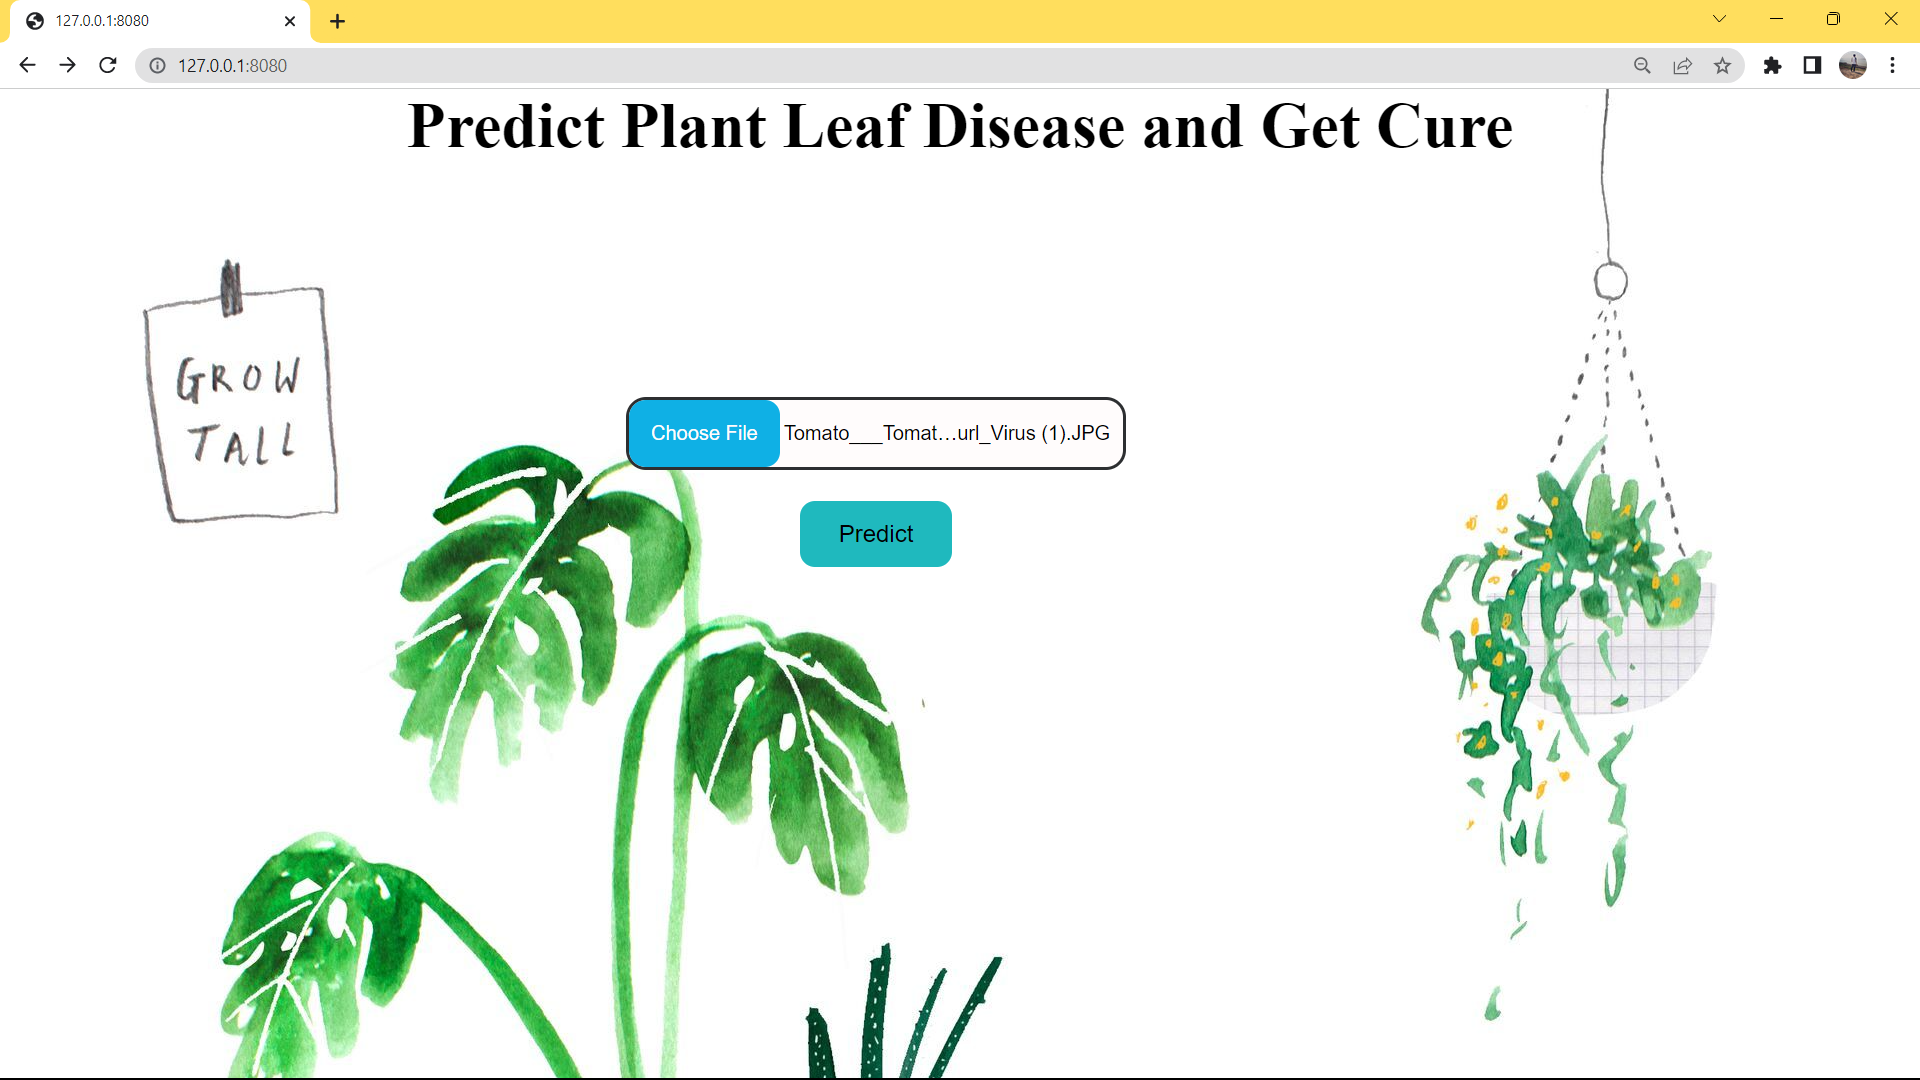 127.0.0.1:8080
127.0.0.1:8080
Predict Plant Leaf Disease and Get Cure
GROW
TALL
Choose File Tomato___Tomat...url_Virus (1).JPG
Predict